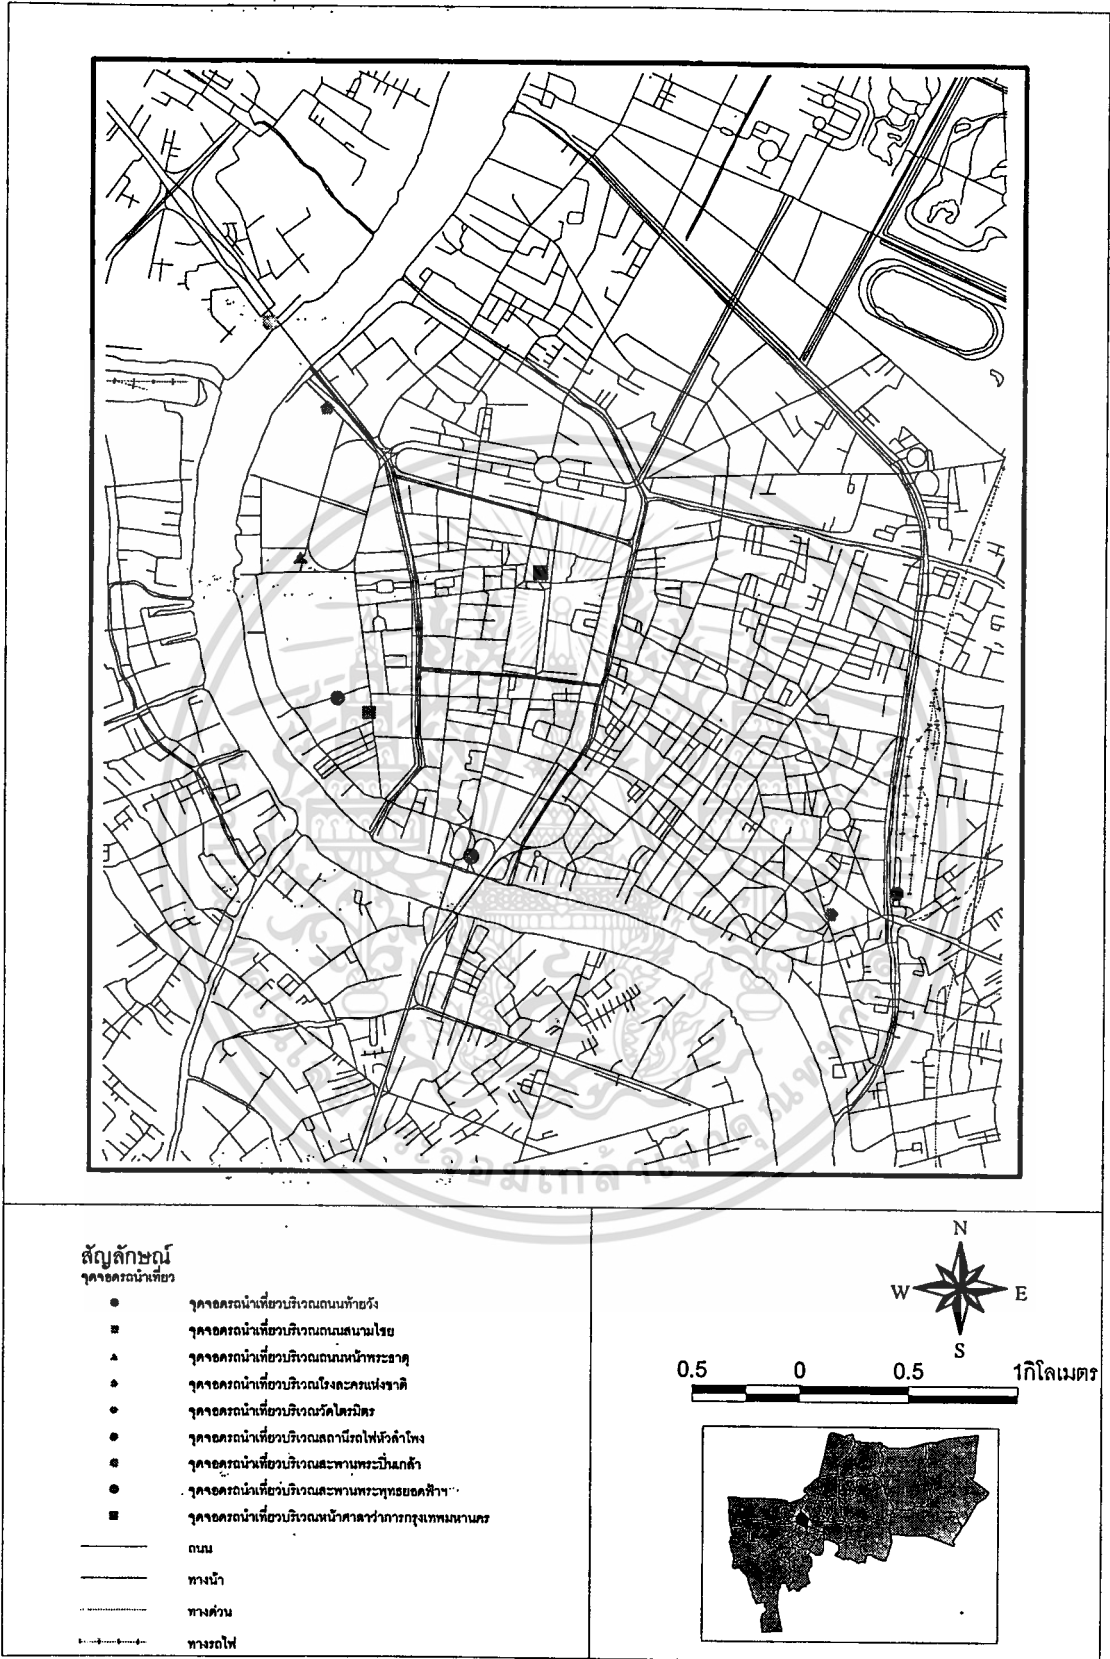 สัญลักษณ์
จุดจอดรถนำเที่ยว
จุดจอดรถนำเที่ยวบริเวณถนนท้ายวัง
จุดจอดรถนำเที่ยวบริเวณถนนสนามไชย
จุดจอดรถนำเที่ยวบริเวณถนนหน้าพระธาตุ
จุดจอดรถนำเที่ยวบริเวณโรงละครแห่งชาติ
จุดจอดรถนำเที่ยวบริเวณวัดไตรมิตร
จุดจอดรถนำเที่ยวบริเวณสถานีรถไฟหัวลำโพง
จุดจอดรถนำเที่ยวบริเวณสะพานพระปิ่นเกล้า
จุดจอดรถนำเที่ยวบริเวณสะพานพระพุทธยอดฟ้าฯ
จุดจอดรถนำเที่ยวบริเวณหน้าศาลาว่าการกรุงเทพมหานคร
ถนน
ทางน้ำ
ทางด่วน
ทางรถไฟ
N
W E
S
0.5 0 0.5 1กิโลเมตร